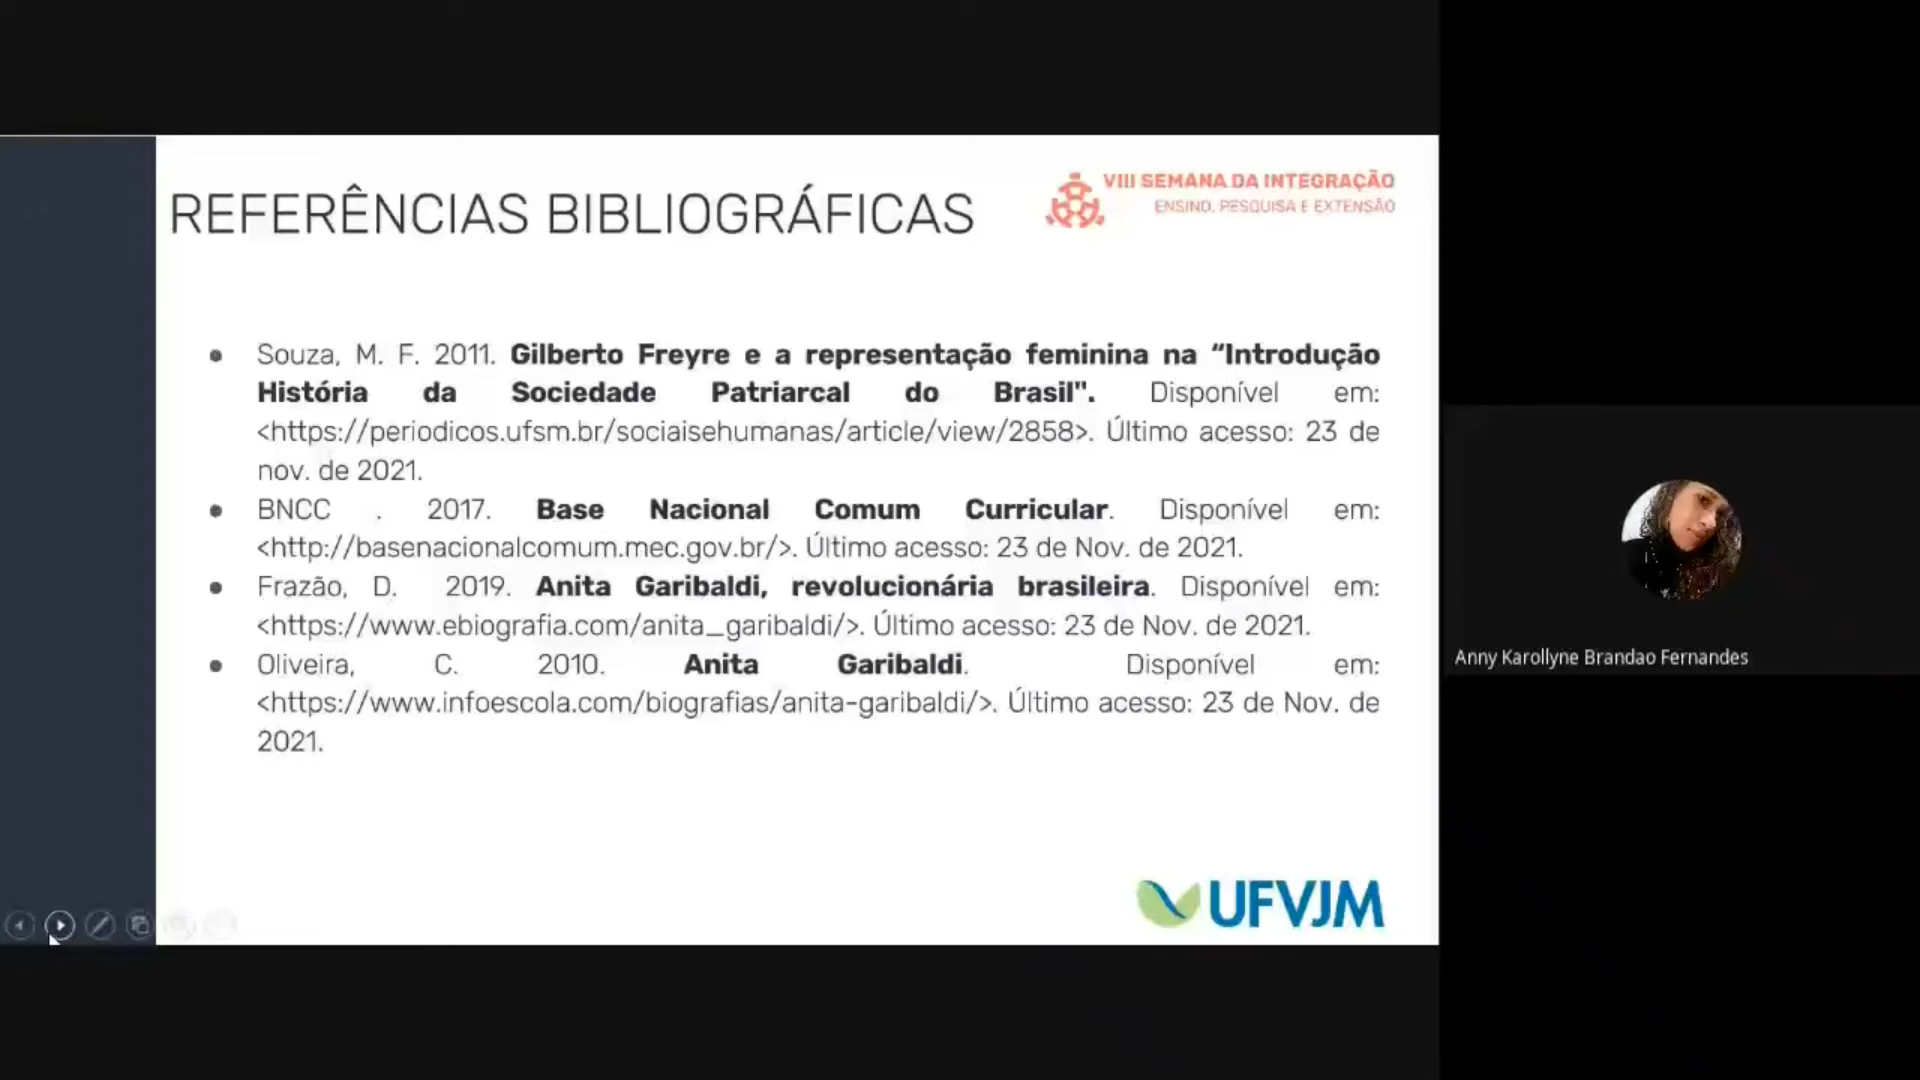 REFERÊNCIAS BIBLIOGRÁFICAS
VIII SEMANA DA INTEGRAÇÃO
ENSINO, PESQUISA E EXTENSÃO
● Souza, M. F. 2011. Gilberto Freyre e a representação feminina na “Introdução
História da Sociedade Patriarcal do Brasil". Disponível em:
<https://periodicos.ufsm.br/sociaisehumanas/article/view/2858>. Último acesso: 23 de
nov. de 2021.
● BNCC . 2017. Base Nacional Comum Curricular. Disponível em:
<http://basenacionalcomum.mec.gov.br/>. Último acesso: 23 de Nov. de 2021.
● Frazão, D. 2019. Anita Garibaldi, revolucionária brasileira. Disponível em:
<https://www.ebiografia.com/anita_garibaldi/>. Último acesso: 23 de Nov. de 2021.
● Oliveira, C. 2010. Anita Garibaldi. Disponível em:
<https://www.infoescola.com/biografias/anita-garibaldi/>. Último acesso: 23 de Nov. de
2021.
UFVJM
Anny Karollyne Brandao Fernandes